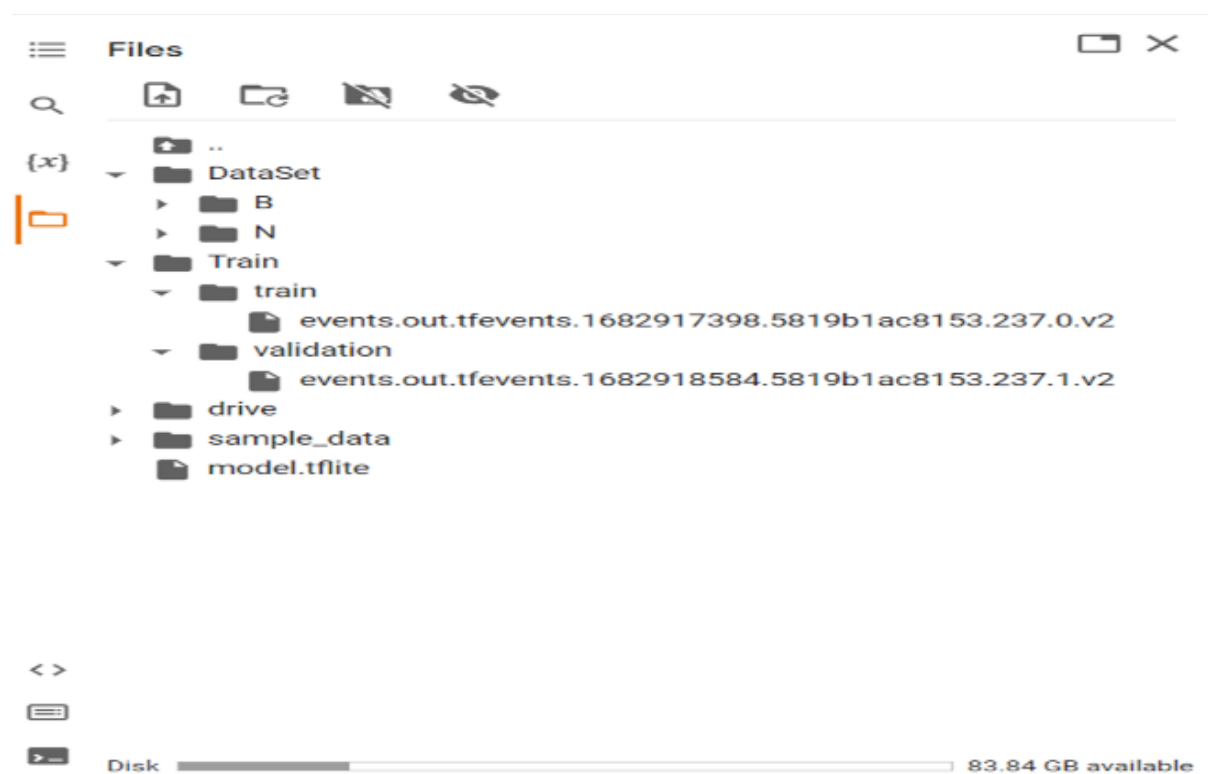 Files
..
{x}
DataSet
B
N
Train
train
events.out.tfevents.1682917398.5819b1ac8153.237.0.v2
validation
events.out.tfevents.1682918584.5819b1ac8153.237.1.v2
drive
sample_data
model.tflite
Disk 83.84 GB available